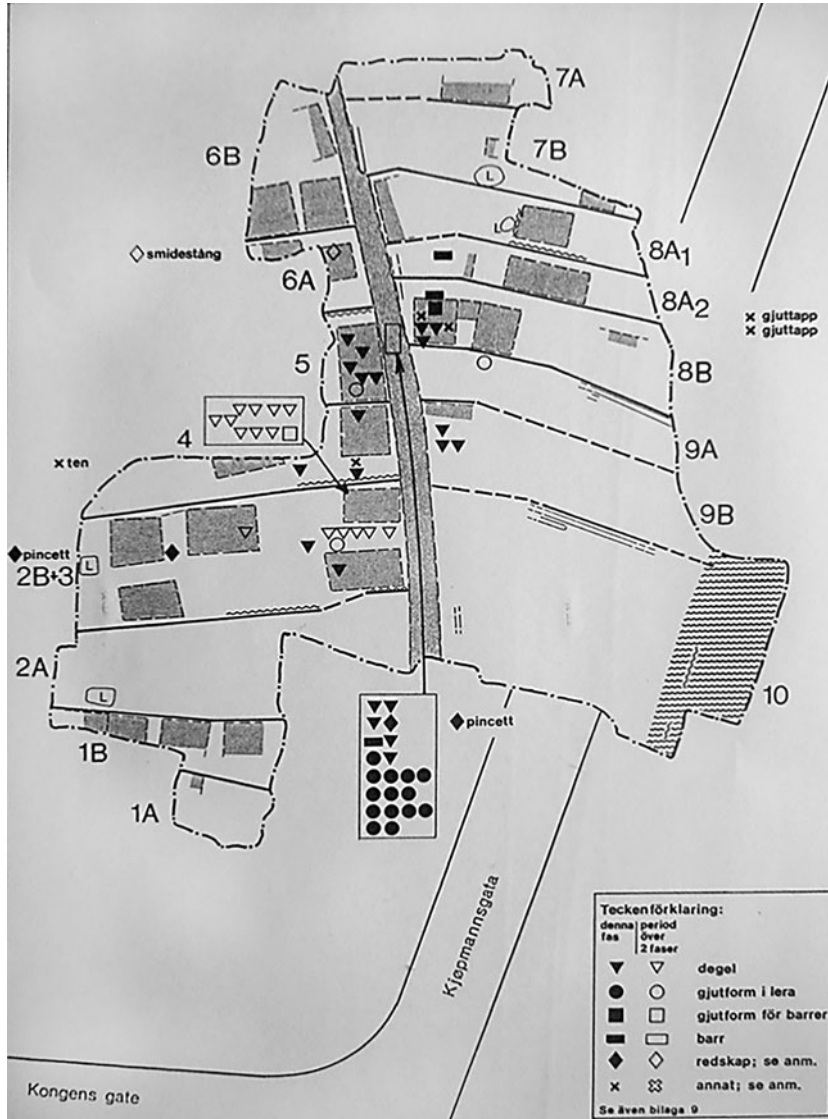 7A
6B
7B
L
L
8A1
◇ smidestång
6A
8A2
x gjuttapp
x gjuttapp
5
8B
4
9A
x ten
9B
◆ pincett
2B+3
L
2A
L
10
◆ pincett
1B
1A
Kjøpmannsgata
Kongens gate
Teckenförklaring:
denna fas
period över 2 faser
degel
gjutform i lera
gjutform för barrer
barr
redskap; se anm.
annat; se anm.
Se även bilaga 9